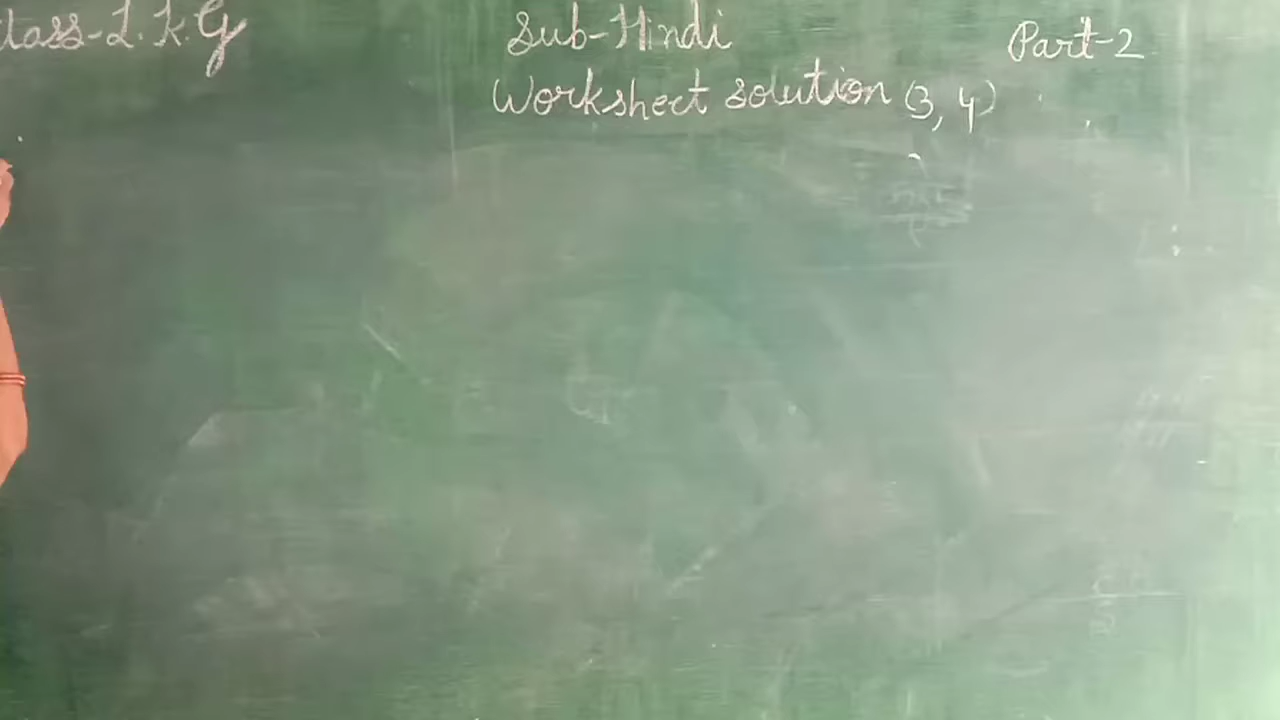 Class-L.K.G Sub-Hindi Part-2
Worksheet solution (3, 4)